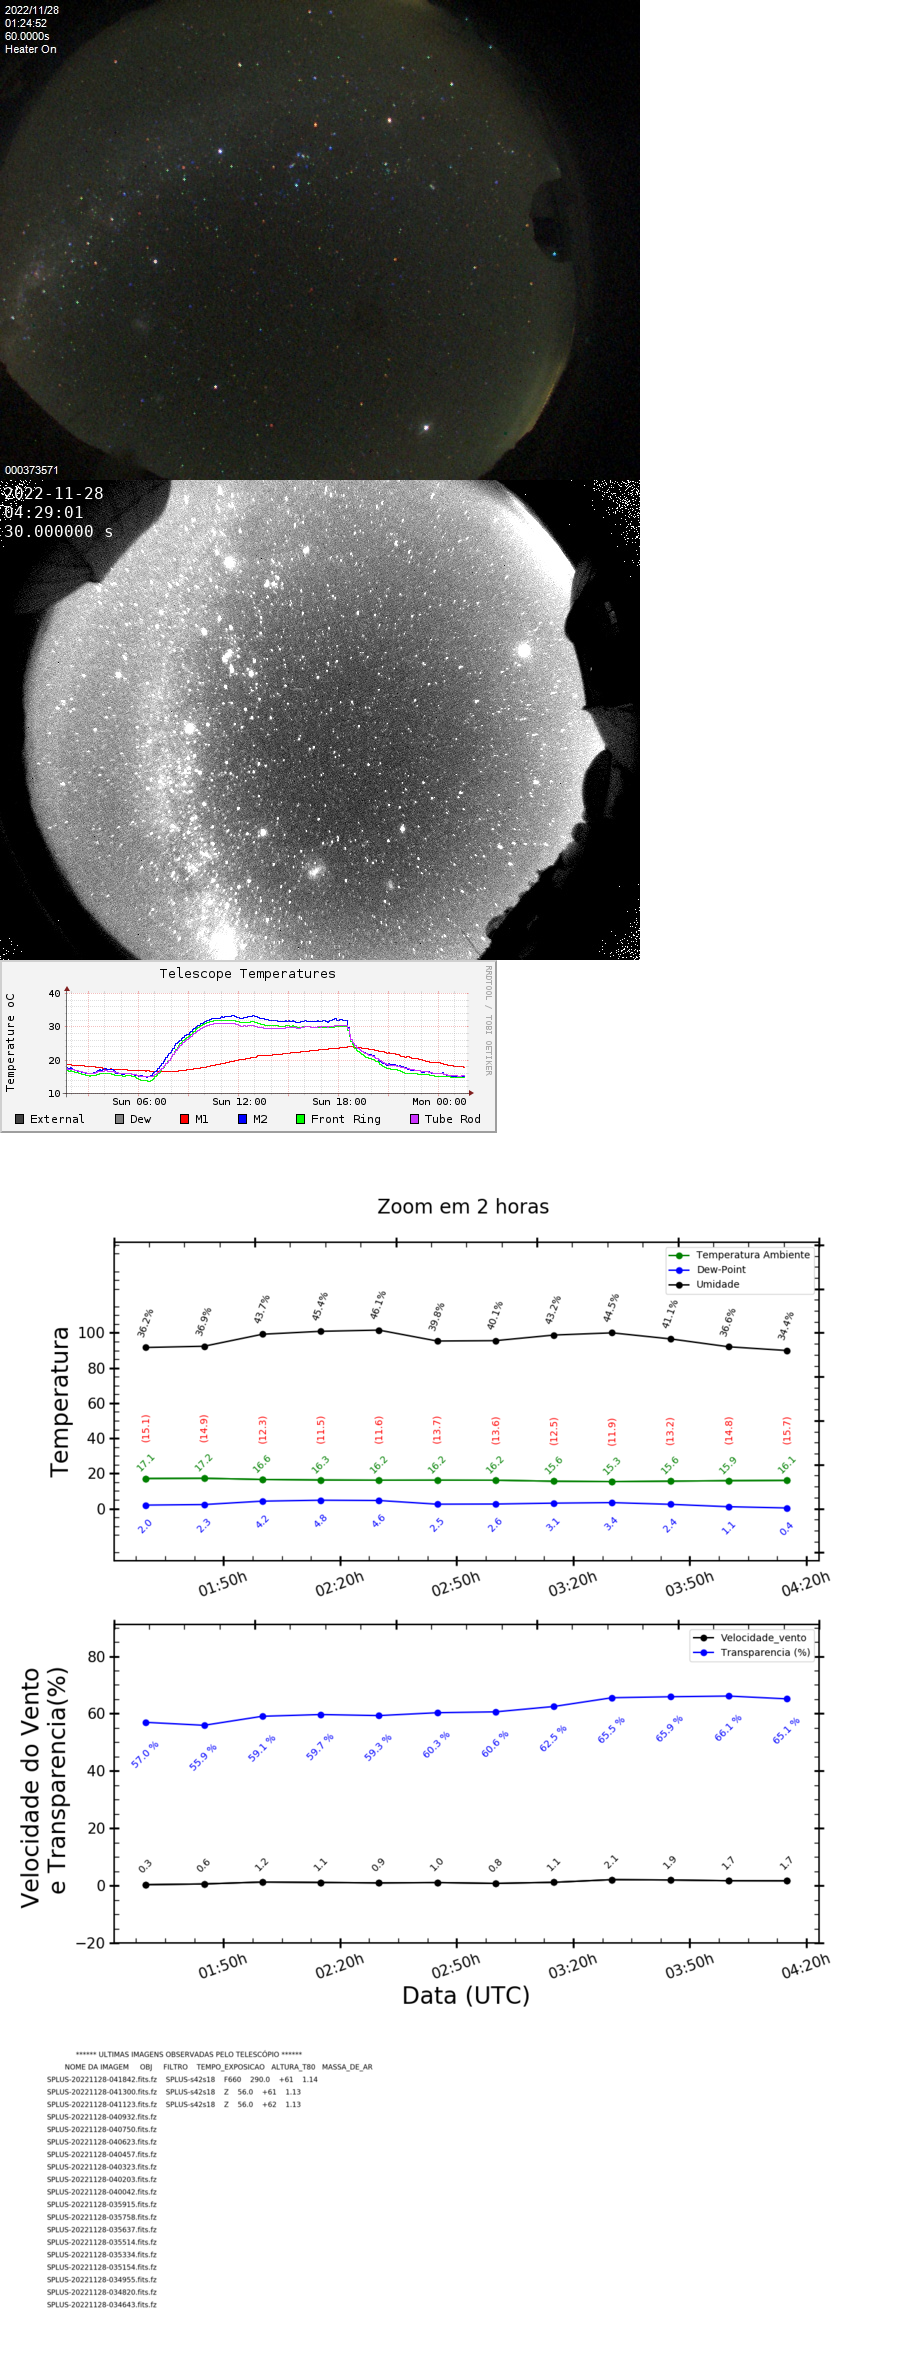 2022/11/28
01:24:52
60.0000s
Heater On
000373571
2022-11-28
04:29:01
30.000000 s
Telescope Temperatures
RRDTOOL / TOBI OETIKER
Temperature oC
40
30
20
10
Sun 06:00 Sun 12:00 Sun 18:00 Mon 00:00
External Dew M1 M2 Front Ring Tube Rod
Zoom em 2 horas
Temperatura Ambiente
Dew-Point
Umidade
Temperatura
100
80
60
40
20
0
36.2% 36.9% 43.7% 45.4% 46.1% 39.8% 40.1% 43.2% 44.5% 41.1% 36.6% 34.4%
(15.1) (14.9) (12.3) (11.5) (11.6) (13.7) (13.6) (12.5) (11.9) (13.2) (14.8) (15.7)
17.1 17.2 16.6 16.3 16.2 16.2 16.2 15.6 15.3 15.6 15.9 16.1
2.0 2.3 4.2 4.8 4.6 2.5 2.6 3.1 3.4 2.4 1.1 0.4
01:50h 02:20h 02:50h 03:20h 03:50h 04:20h
Velocidade_vento
Transparencia (%)
Velocidade do Vento
e Transparencia(%)
80
60
40
20
0
−20
57.0 % 55.9 % 59.1 % 59.7 % 59.3 % 60.3 % 60.6 % 62.5 % 65.5 % 65.9 % 66.1 % 65.1 %
0.3 0.6 1.2 1.1 0.9 1.0 0.8 1.1 2.1 1.9 1.7 1.7
01:50h 02:20h 02:50h 03:20h 03:50h 04:20h
Data (UTC)
****** ULTIMAS IMAGENS OBSERVADAS PELO TELESCÓPIO ******
NOME DA IMAGEM OBJ FILTRO TEMPO_EXPOSICAO ALTURA_T80 MASSA_DE_AR
SPLUS-20221128-041842.fits.fz SPLUS-s42s18 F660 290.0 +61 1.14
SPLUS-20221128-041300.fits.fz SPLUS-s42s18 Z 56.0 +61 1.13
SPLUS-20221128-041123.fits.fz SPLUS-s42s18 Z 56.0 +62 1.13
SPLUS-20221128-040932.fits.fz
SPLUS-20221128-040750.fits.fz
SPLUS-20221128-040623.fits.fz
SPLUS-20221128-040457.fits.fz
SPLUS-20221128-040323.fits.fz
SPLUS-20221128-040203.fits.fz
SPLUS-20221128-040042.fits.fz
SPLUS-20221128-035915.fits.fz
SPLUS-20221128-035758.fits.fz
SPLUS-20221128-035637.fits.fz
SPLUS-20221128-035514.fits.fz
SPLUS-20221128-035334.fits.fz
SPLUS-20221128-035154.fits.fz
SPLUS-20221128-034955.fits.fz
SPLUS-20221128-034820.fits.fz
SPLUS-20221128-034643.fits.fz